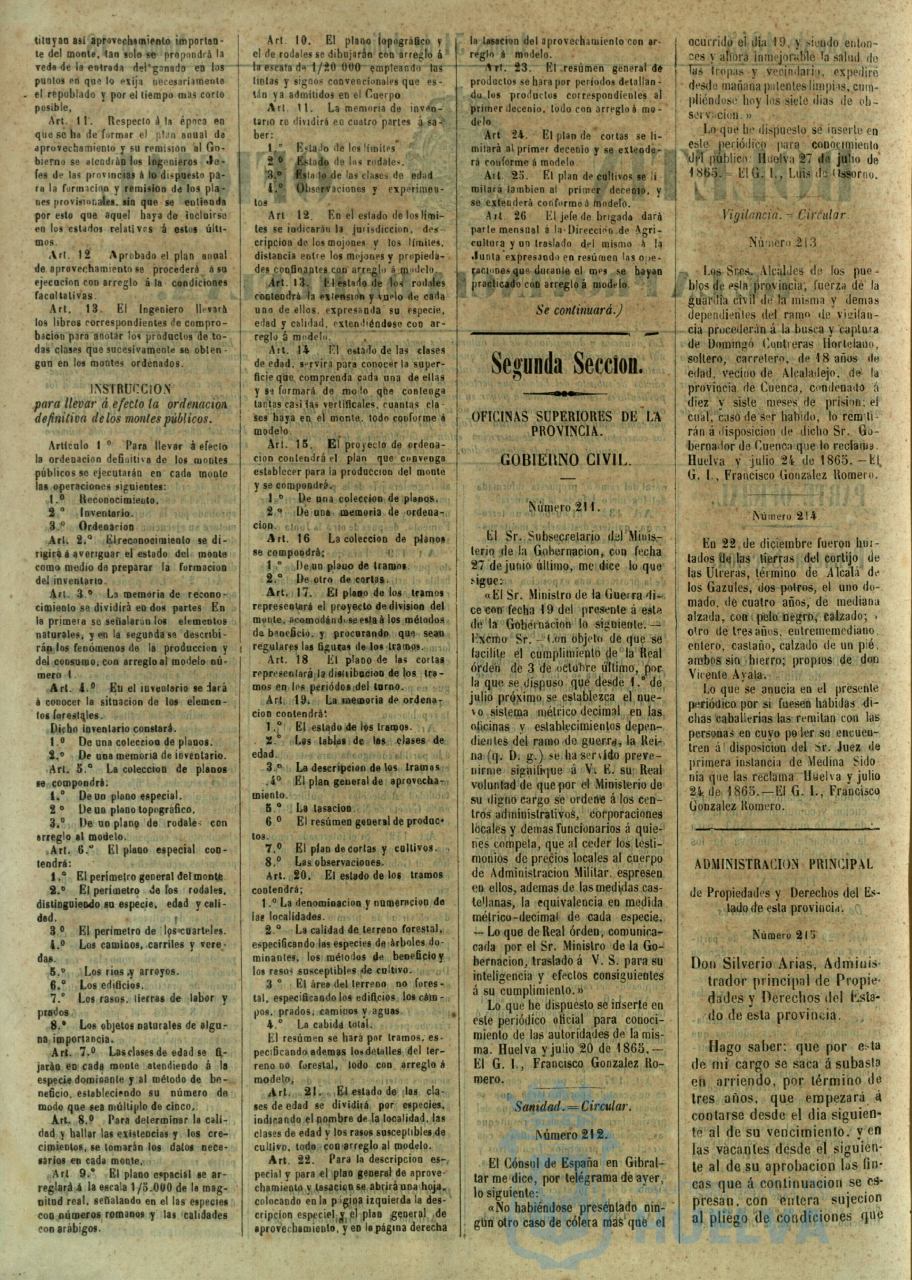 tituyan así aprovechamiento importan-
te del monte, tan solo se propondrá la
veda de la entrada del ganado en los
puntos en que lo exija necesariamente
el repoblado y por el tiempo mas corto
posible.
Art. 11. Respecto á la época en
que se ha de formar el plan anual de
aprovechamiento y su remision al Go-
bierno se atendrán los Ingenieros Je-
fes de las provincias á lo dispuesto pa-
ra la formacion y remision de los pla-
nes provisionales, sin que se entienda
por esto que aquel haya de incluirse
en los estados relativos á estos últi-
mos.
Art. 12 Aprobado el plan anual
de aprovechamiento se procederá á su
ejecucion con arreglo á la condiciones
facultativas.
Art. 13. El Ingeniero llevará
los libros correspondientes de compro-
bacion para anotar los productos de to-
das clases que sucesivamente se obten-
gan en los montes ordenados.
INSTRUCCION
para llevar á efecto la ordenacion
definitiva de los montes públicos.
Artículo 1º Para llevar á efecto
la ordenacion definitiva de los montes
públicos se ejecutarán en cada monte
las operaciones siguientes:
1.º Reconocimiento.
2º Inventario.
3º Ordenacion
Art. 2.º El reconocimiento se di-
rigirá á averiguar el estado del monte
como medio de preparar la formacion
del inventario.
Art. 3.º La memoria de recono-
cimiento se dividirá en dos partes En
la primera se señalarán los elementos
naturales, y en la segunda se describi-
rán los fenómenos de la produccion y
del consumo, con arreglo al modelo nú-
mero 1
Art. 4.º En el inventario se dará
á conocer la situacion de los elemen-
tos forestales.
Dicho inventario constará.
1.º De una coleccion de planos.
2.º De una memoria de inventario.
Art. 5.º La coleccion de planos
se compondrá:
1.º De un plano especial.
2º De un plano topográfico.
3.º De un plano de rodales con
arreglo al modelo.
Art. 6.º El plano especial con-
tendrá:
1.º El perímetro general del monte
2.º El perímetro de los rodales,
distinguiendo su especie, edad y cali-
dad.
3º El perímetro de los cuarteles.
4.º Los caminos, carriles y vere-
das.
5.º Los rios y arroyos.
6.º Los edificios.
7.º Los rasos, tierras de labor y
prados
8.º Los objetos naturales de algu-
na importancia.
Art. 7.º Las clases de edad se fi-
jarán en cada monte atendiendo á la
especie dominante y al método de be-
neficio, estableciendo su número de
modo que sea múltiplo de cinco.
Art. 8.º Para determinar la cali-
dad y hallar las existencias y los cre-
cimientos, se tomarán los datos nece-
sarios en cada monte.
Art. 9.º El plano espacial se ar-
reglará á la escala 1/5.000 de la mag-
nitud real, señalando en el las especies
con números romanos y las calidades
con arábigos.
Art. 10. El plano topográfico y
el de rodales se dibujarán con arreglo á
la escala de 1/20 000 empleando las
tintas y signos convencionales que es-
tán ya admitidos en el Cuerpo
Art. 11. La memoria de inven-
tario se dividirá en cuatro partes á sa-
ber:
1.º Estado de los límites
2º Estado de los rodales.
3.º Estado de las clases de edad
4.º Observaciones y experimen-
tos
Art 12. En el estado de los lími-
tes se indicarán la jurisdiccion, des-
cripcion de los mojones y los límites,
distancia entre los mojones y propieda-
des confinantes con arreglo á modelo.
Art. 13. El estado de los rodales
contendrá la extension y vuelo de cada
uno de ellos, expresando su especie,
edad y calidad, extendiéndose con ar-
reglo á modelo.
Art. 14 El estado de las clases
de edad, servirá para conocer la super-
ficie que comprenda cada una de ellas
y se formará de modo que contenga
tantas casillas vertificales, cuantas cla-
ses haya en el monte, todo conforme á
modelo
Art. 15. El proyecto de ordena-
cion contendrá el plan que convenga
establecer para la produccion del monte
y se compondrá.
1.º De una coleccion de planos.
2.º De una memoria de ordena-
cion.
Art. 16 La coleccion de planos
se compondrá;
1.º De un plano de tramos
2.º De otro de cortas.
Art. 17. El plano de los tramos
representará el proyecto de division del
monte, acomodándose esta á los métodos
de beneficio, y procurando que sean
regulares las figuras de los tramos.
Art. 18 El plano de las cortas
representará la distribucion de los tra-
mos en los períodos del turno.
Art. 19. La memoria de ordena-
cion contendrá:
1.º El estado de los tramos.
2.º Las tablas de las clases de
edad
3.º La descripcion de los tramos.
4º El plan general de aprovecha-
miento.
5.º La tasacion
6º El resúmen general de produc-
tos.
7.º El plan de cortas y cultivos.
8.º Las observaciones.
Art. 20. El estado de los tramos
contendrá;
1.º La denominacion y numeracion de
las localidades.
2.º La calidad de terreno forestal,
especificando las especies de árboles do-
minantes, los métodos de beneficio y
los rasos susceptibles de cultivo.
3º El área del terreno no fores-
tal, especificando los edificios, los cam-
pos, prados, caminos y aguas
4.º La cabida total.
El resúmen se hará por tramos, es-
pecificando ademas los detalles del ter-
reno no forestal, todo con arreglo á
modelo,
Art. 21. El estado de las cla-
ses de edad se dividirá por especies,
indicando el nombre de la localidad, las
clases de edad y los rasos susceptibles de
cultivo, todo con arreglo al modelo.
Art. 22. Para la descripcion es-
pecial y para el plan general de aprove-
chamiento y tasacion se abrirá una hoja,
colocando en la página izquierda la des-
cripcion especiel y el plan general de
aprovechamiento, y en la página derecha
la tasacion del aprovechamiento con ar-
reglo á modelo.
Art. 23. El resúmen general de
productos se hara por períodos detallan-
do los productos correspondientes al
primer decenio, todo con arreglo á mo-
delo
Art 24. El plan de cortas se li-
mitará al primer decenio y se extende-
rá conforme á modelo.
Art. 25. El plan de cultivos se li
mitará tambien al primer decenio, y
se extenderá conforme á modelo.
Art. 26 El jefe de brigada dará
parte mensual á la Direccion de Agri-
cultura y un traslado del mismo á la
Junta expresando en resúmen las ope-
raciones que durante el mes se hayan
practicado con arreglo á modelo.
Se continuará.)
Segunda Seccion.
OFICINAS SUPERIORES DE LA
PROVINCIA.
GOBIERNO CIVIL.
Número 211.
El Sr. Subsecretario del Minis-
terio de la Gobernacion, con fecha
27 de junio último, me dice lo que
sigue:
«El Sr. Ministro de la Guerra di-
ce con fecha 19 del presente á este
de la Gobernacion lo siguiente.—
Excmo Sr.—Con objeto de que se
facilite el cumplimiento de la Real
órden de 3 de octubre último, por
la que se dispuso que desde 1.º de
julio próximo se establezca el nue-
vo sistema métrico decimal en las
oficinas y establecimientos depen-
dientes del ramo de guerra, la Rei-
na (q. D. g.) se ha servido preve-
nirme signifique á V. E. su Real
voluntad de que por el Ministerio de
su digno cargo se ordene á los cen-
tros administrativos, corporaciones
locales y demas funcionarios á quie-
nes competa, que al ceder los testi-
monios de precios locales al cuerpo
de Administracion Militar, espresen
en ellos, ademas de las medidas cas-
tellanas, la equivalencia en medida
métrico-decimal de cada especie.
—Lo que de Real órden, comunica-
cada por el Sr. Ministro de la Go-
bernacion, traslado á V. S. para su
inteligencia y efectos consiguientes
á su cumplimiento.»
Lo que he dispuesto se inserte en
este periódico oficial para conoci-
miento de las autoridades de la mis-
ma. Huelva y julio 20 de 1865.—
El G. I., Francisco Gonzalez Ro-
mero.
Sanidad.=Circular.
Número 212.
El Cónsul de España en Gibral-
tar me dice, por telégrama de ayer,
lo siguiente:
«No habiéndose presentado nin-
gún otro caso de cólera mas que el
ocurrido el dia 19, y siendo enton-
ces y ahora inmejorable la salud de
las tropas y vecindario, expediré
desde mañana patentes limpias, cum-
pliéndose hoy los siete dias de ob-
servacion.»
Lo que he dispuesto se inserte en
este periódico para conocimiento
del público. Huelva 27 de julio de
1865.—El G. I., Luis de Ossorno.
Vigilancia.=Circular
Número 213
Los Sres. Alcaldes de los pue-
blos de esta provincia, fuerza de la
guardia civil de la misma y demas
dependientes del ramo de vigilan-
cia procederán á la busca y captura
de Domingo Contreras Hortelano,
soltero, carretero, de 18 años de
edad, vecino de Alcaladejo, de la
provincia de Cuenca, condenado á
diez y siste meses de prision; el
cual, caso de ser habido, lo remiti-
rán á disposicion de dicho Sr. Go-
bernador de Cuenca que lo reclama.
Huelva y julio 24 de 1865.—El
G. I., Francisco Gonzalez Romero.
Número 214
En 22 de diciembre fueron hur-
tados de las tierras del cortijo de
las Utreras, término de Alcalá de
los Gazules, dos potros, el uno do-
mado, de cuatro años, de mediana
alzada, con pelo negro, calzado; y
otro de tres años, entrememediano,
entero, castaño, calzado de un pié,
ambos sin hierro; propios de don
Vicente Ayala.
Lo que se anucia en el presente
periódico por si fuesen habidas di-
chas caballerias las remitan con las
personas en cuyo poder se encuen-
tren á disposicion del Sr. Juez de
primera instancia de Medina Sido
nia que las reclama Huelva y julio
24 de 1865.—El G. I., Francisco
Gonzalez Romero.
ADMINISTRACION PRINCIPAL
de Propiedades y Derechos del Es-
tado de esta provincia.
Número 215
Don Silverio Arias, Adminis-
trador principal de Propie-
dades y Derechos del Esta-
do de esta provincia.
Hago saber: que por esta
de mi cargo se saca á subasta
en arriendo, por término de
tres años, que empezará á
contarse desde el dia siguien-
te al de su vencimiento, y en
las vacantes desde el siguien-
te al de su aprobacion las fin-
cas que á continuacion se es-
presan, con entera sujecion
al pliego de condiciones que
HUELVA